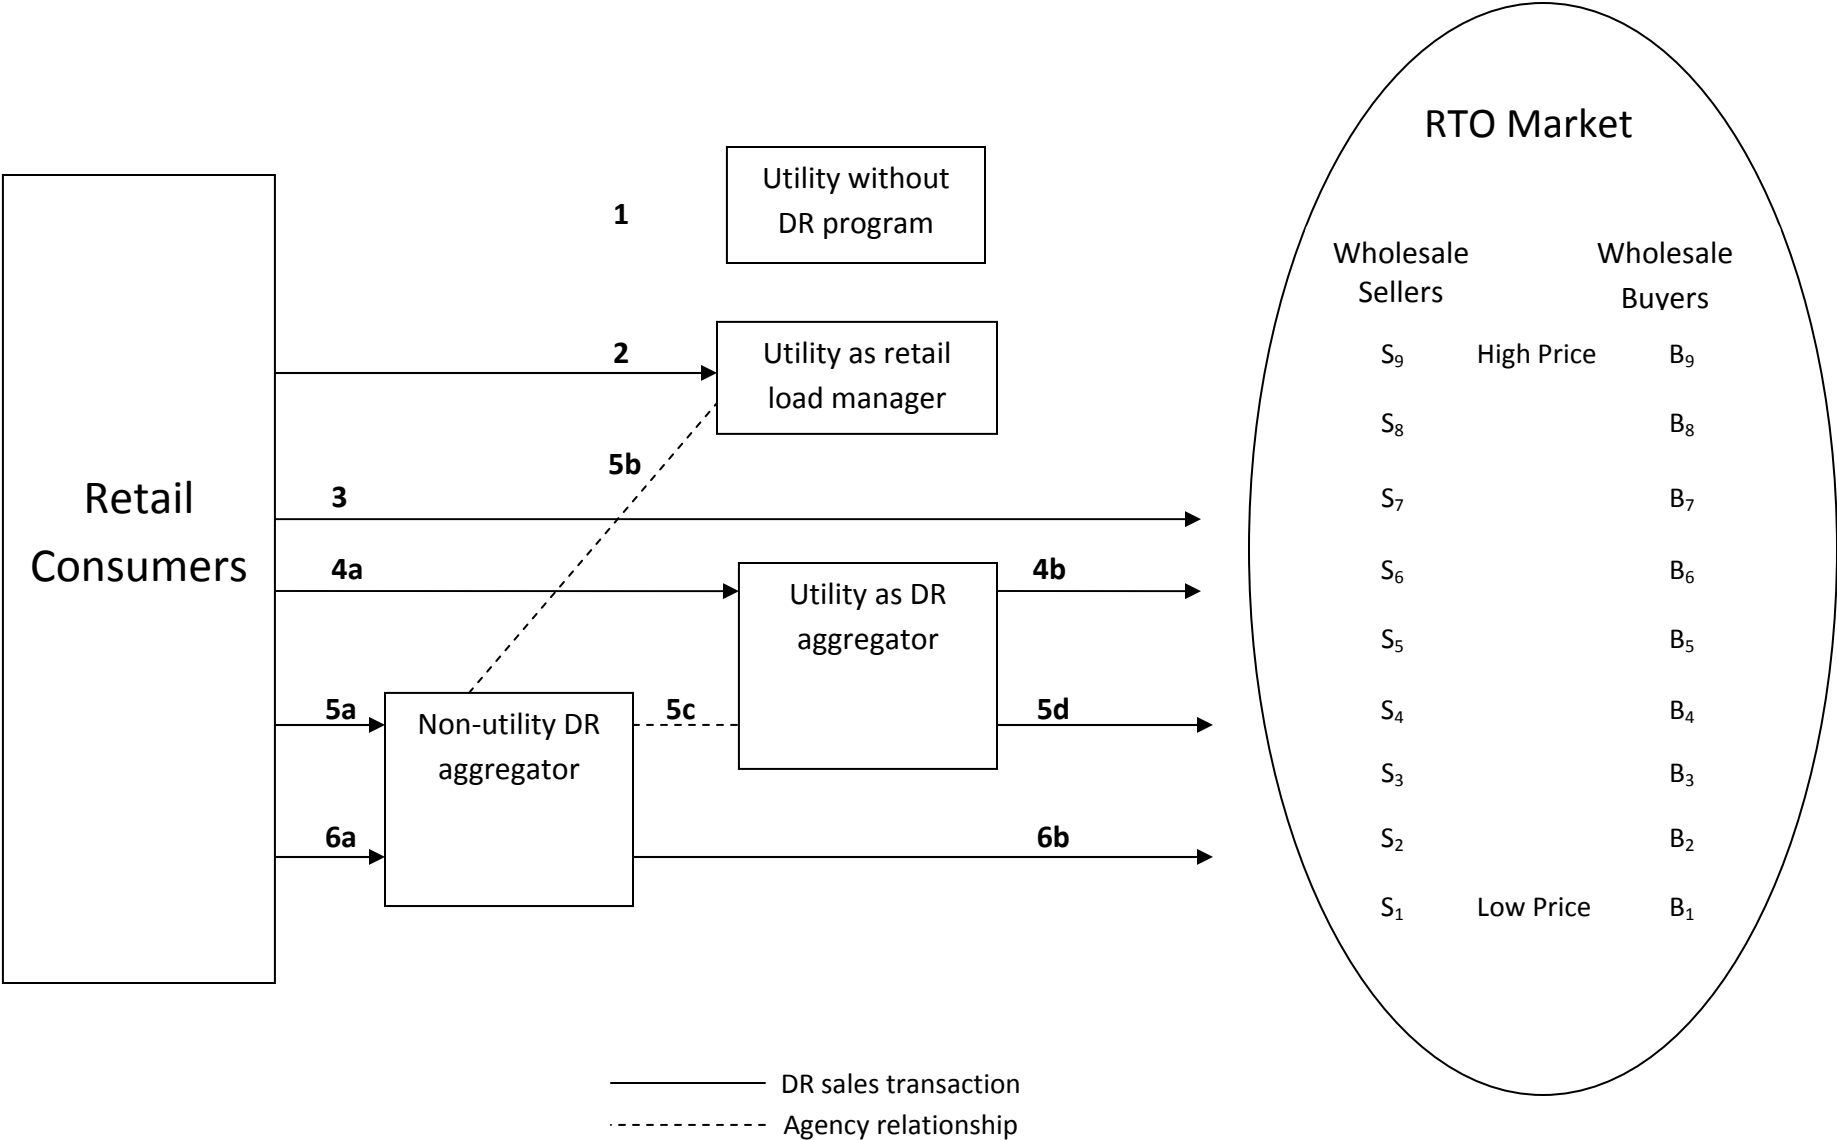 RTO Market
Utility without
DR program
1
Wholesale
Sellers
Wholesale
Buyers
2
Utility as retail
load manager
S₉ High Price B₉
S₈ B₈
5b
Retail
Consumers
3
S₇ B₇
4a
Utility as DR
aggregator
4b
S₆ B₆
S₅ B₅
5a
Non-utility DR
aggregator
5c
5d
S₄ B₄
S₃ B₃
6a
6b
S₂ B₂
S₁ Low Price B₁
DR sales transaction
Agency relationship